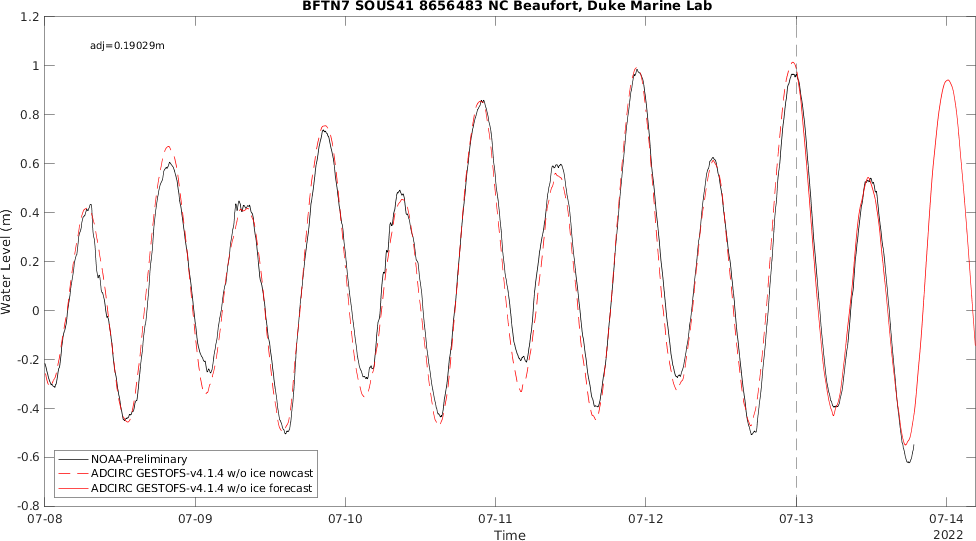 BFTN7 SOUS41 8656483 NC Beaufort, Duke Marine Lab
1.2
adj=0.19029m
1
0.8
0.6
0.4
0.2
0
-0.2
-0.4
-0.6
-0.8
Water Level (m)
NOAA-Preliminary
ADCIRC GESTOFS-v4.1.4 w/o ice nowcast
ADCIRC GESTOFS-v4.1.4 w/o ice forecast
07-08 07-09 07-10 07-11 07-12 07-13 07-14
Time
2022